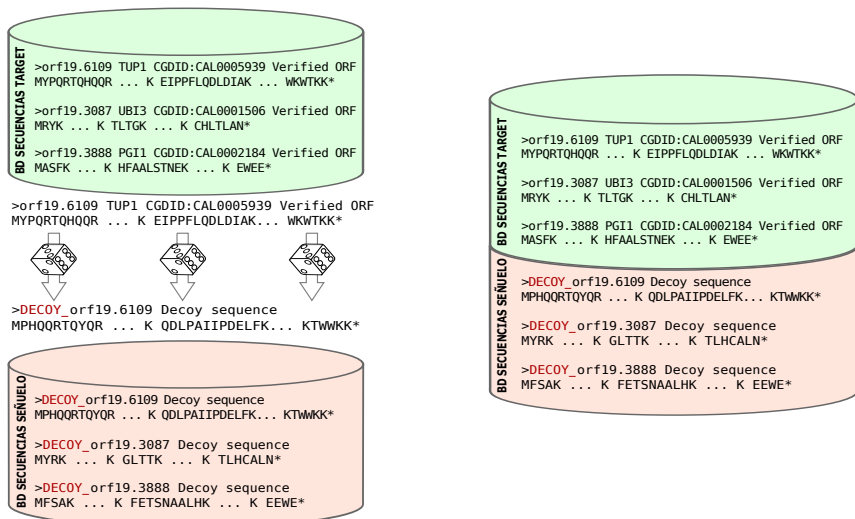 BD SECUENCIAS TARGET
>orf19.6109 TUP1 CGDID:CAL0005939 Verified ORF
MYPQRTQHQQR ... K EIPPFLQDLDIAK ... WKWTKK*
>orf19.3087 UBI3 CGDID:CAL0001506 Verified ORF
MRYK ... K TLTGK ... K CHLTLAN*
>orf19.3888 PGI1 CGDID:CAL0002184 Verified ORF
MASFK ... K HFAALSTNEK ... K EWEE*
>orf19.6109 TUP1 CGDID:CAL0005939 Verified ORF
MYPQRTQHQQR ... K EIPPFLQDLDIAK... WKWTKK*
>DECOY_orf19.6109 Decoy sequence
MPHQQRTQYQR ... K QDLPAIIPDELFK... KTWWKK*
BD SECUENCIAS SEÑUELO
>DECOY_orf19.6109 Decoy sequence
MPHQQRTQYQR ... K QDLPAIIPDELFK... KTWWKK*
>DECOY_orf19.3087 Decoy sequence
MYRK ... K GLTTK ... K TLHCALN*
>DECOY_orf19.3888 Decoy sequence
MFSAK ... K FETSNAALHK ... K EEWE*
BD SECUENCIAS TARGET
>orf19.6109 TUP1 CGDID:CAL0005939 Verified ORF
MYPQRTQHQQR ... K EIPPFLQDLDIAK ... WKWTKK*
>orf19.3087 UBI3 CGDID:CAL0001506 Verified ORF
MRYK ... K TLTGK ... K CHLTLAN*
>orf19.3888 PGI1 CGDID:CAL0002184 Verified ORF
MASFK ... K HFAALSTNEK ... K EWEE*
BD SECUENCIAS SEÑUELO
>DECOY_orf19.6109 Decoy sequence
MPHQQRTQYQR ... K QDLPAIIPDELFK... KTWWKK*
>DECOY_orf19.3087 Decoy sequence
MYRK ... K GLTTK ... K TLHCALN*
>DECOY_orf19.3888 Decoy sequence
MFSAK ... K FETSNAALHK ... K EEWE*